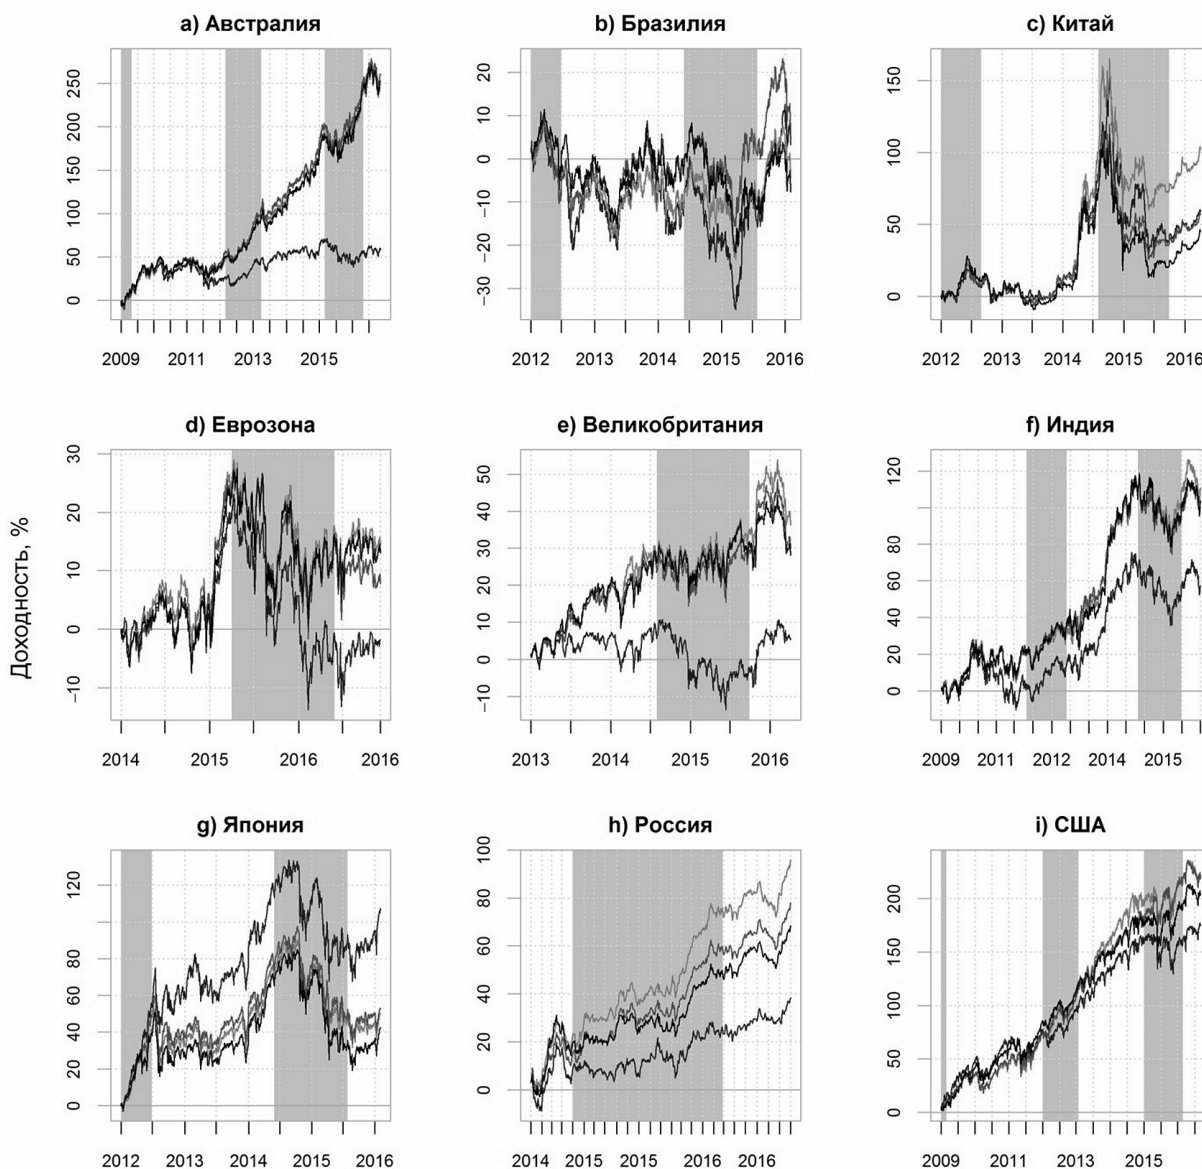 a) Австралия
b) Бразилия
c) Китай
250
200
150
100
50
0
2009 2011 2013 2015
20
10
0
−10
−20
−30
2012 2013 2014 2015 2016
150
100
50
0
2012 2013 2014 2015 2016
Доходность, %
d) Еврозона
e) Великобритания
f) Индия
30
20
10
0
−10
2014 2015 2016 2016
50
40
30
20
10
0
−10
2013 2014 2015 2016
120
100
80
60
40
20
0
2009 2011 2012 2014 2015
g) Япония
h) Россия
i) США
120
100
80
60
40
20
0
2012 2013 2014 2015 2016
100
80
60
40
20
0
2014 2015 2015 2016 2016
200
150
100
50
0
2009 2011 2013 2015